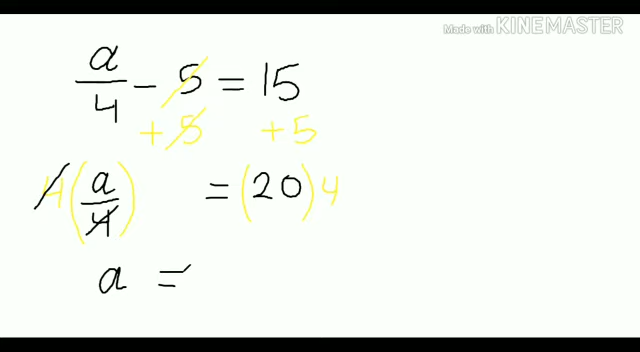 Made with KINEMASTER
a/4 - 5 = 15
+5 +5
4(a/4) = (20)4
a =